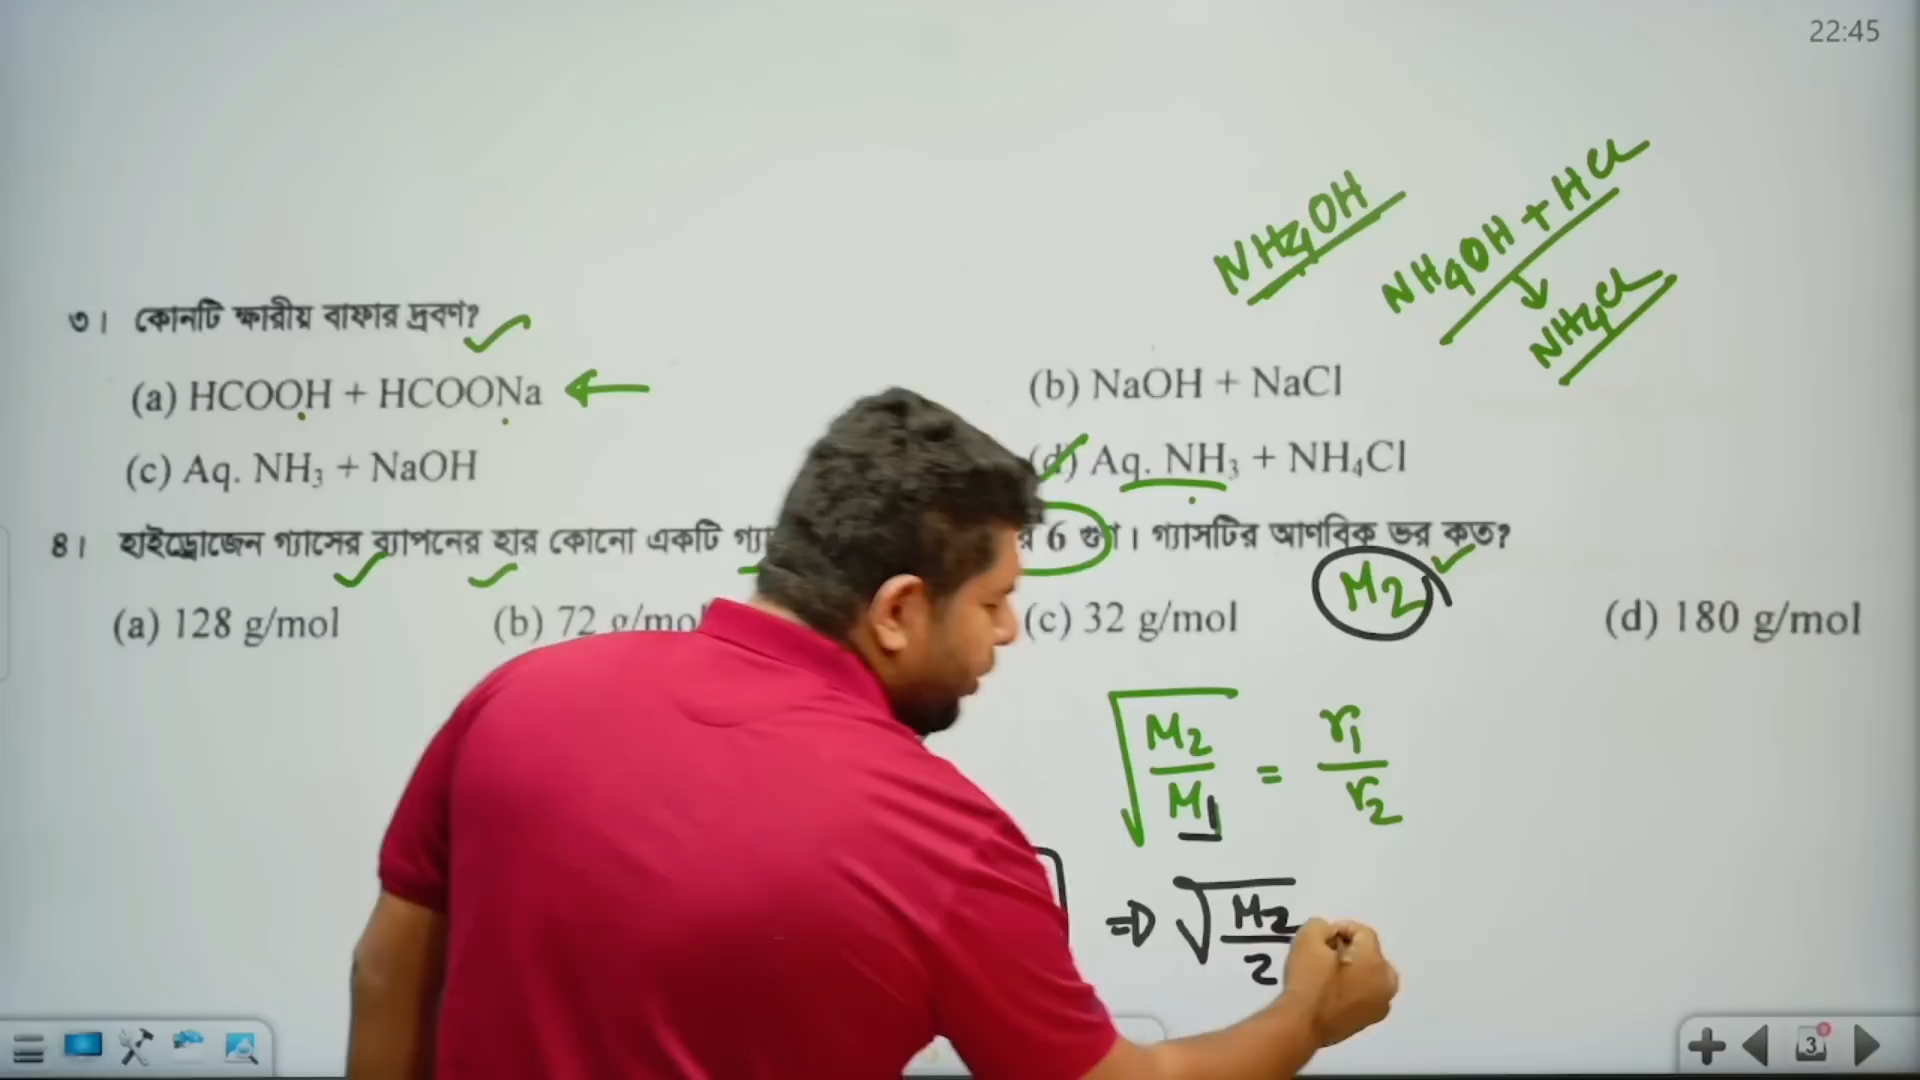 22:45
NH4OH
NH4OH + HCl
NH4Cl
৩। কোনটি ক্ষারীয় বাফার দ্রবণ?
(a) HCOOH + HCOONa
(b) NaOH + NaCl
(c) Aq. NH₃ + NaOH
(d) Aq. NH₃ + NH₄Cl
৪। হাইড্রোজেন গ্যাসের ব্যাপনের হার কোনো একটি 6 গুণ। গ্যাসটির আণবিক ভর কত?
M2
(a) 128 g/mol
(b) 72 g/mol
(c) 32 g/mol
(d) 180 g/mol
√M2/M1 = r1/r2
⇒ √M2/2
3